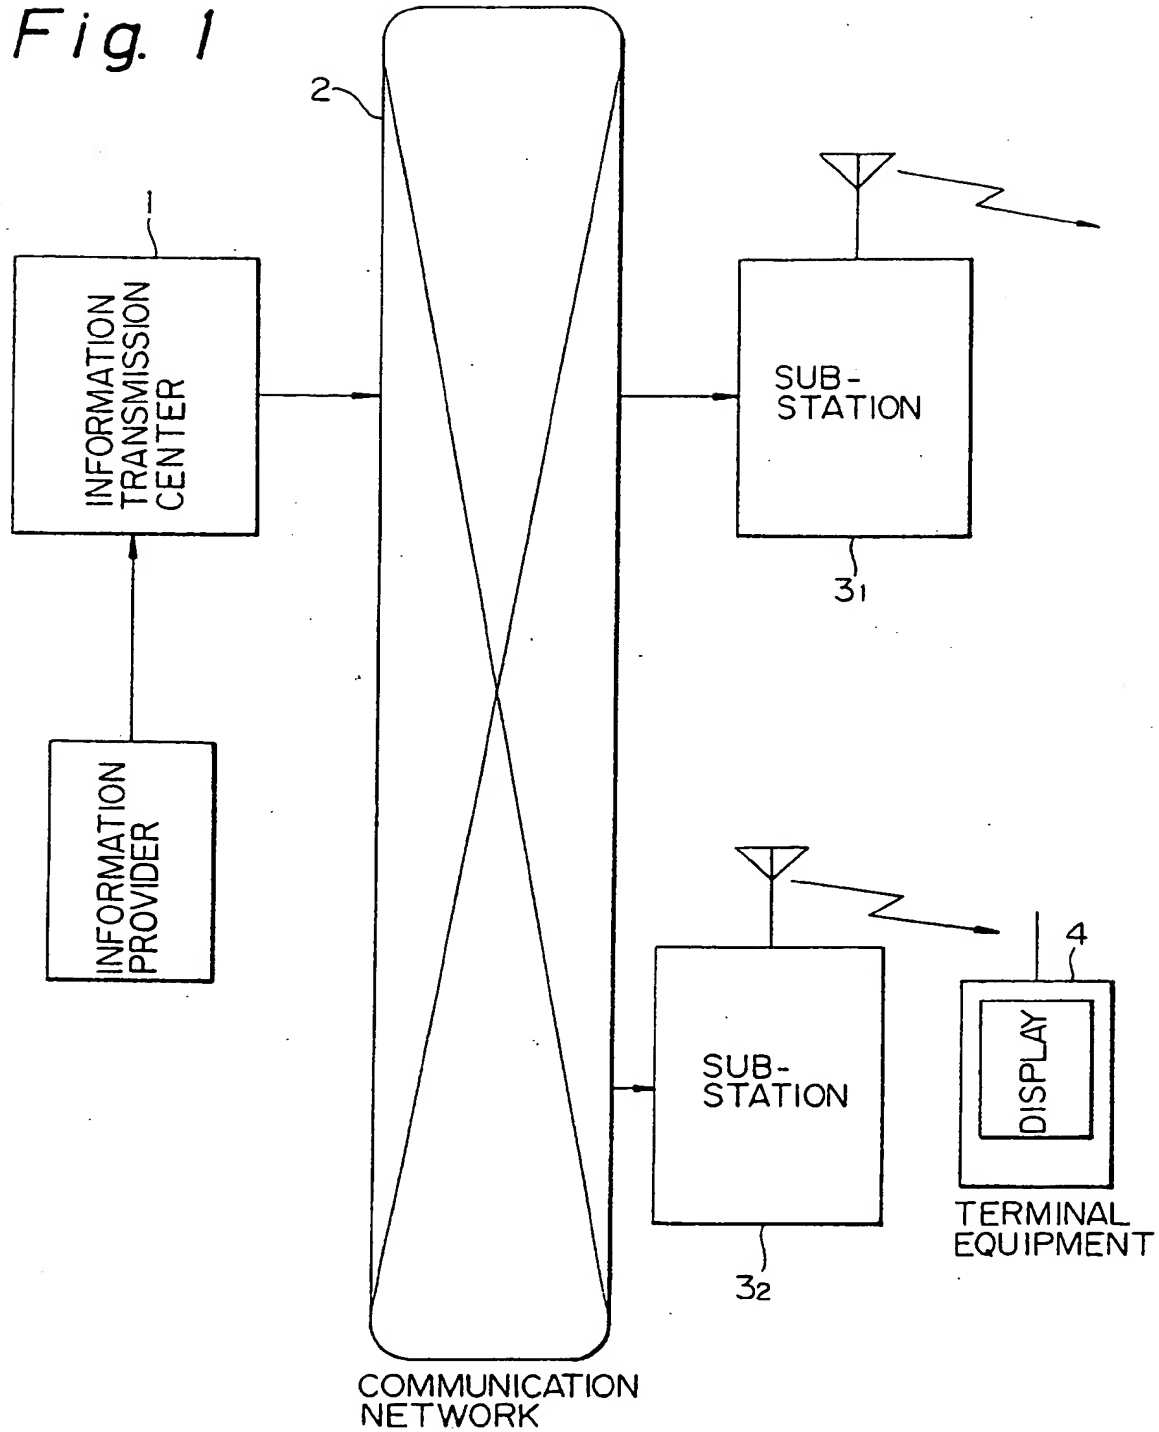 Fig. 1
2
1
INFORMATION
TRANSMISSION
CENTER
SUB-
STATION
31
INFORMATION
PROVIDER
4
DISPLAY
SUB-
STATION
TERMINAL
EQUIPMENT
32
COMMUNICATION
NETWORK